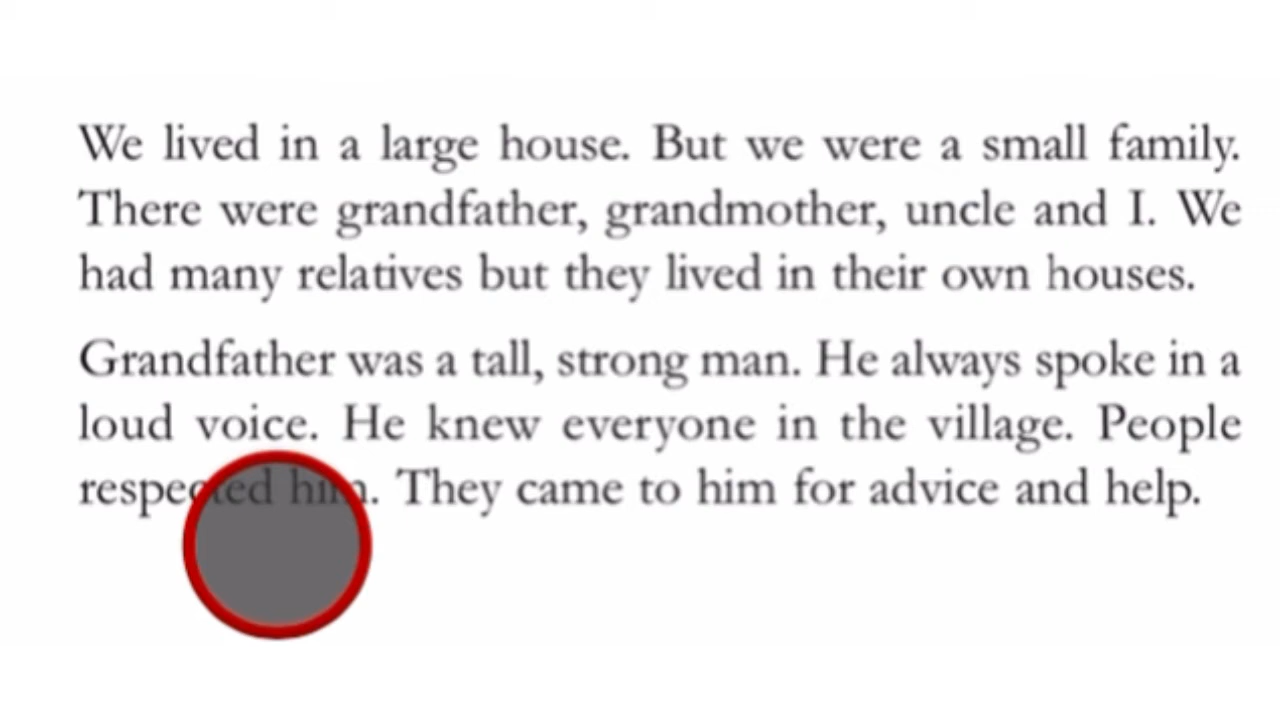 We lived in a large house. But we were a small family.
There were grandfather, grandmother, uncle and I. We
had many relatives but they lived in their own houses.
Grandfather was a tall, strong man. He always spoke in a
loud voice. He knew everyone in the village. People
respected him. They came to him for advice and help.